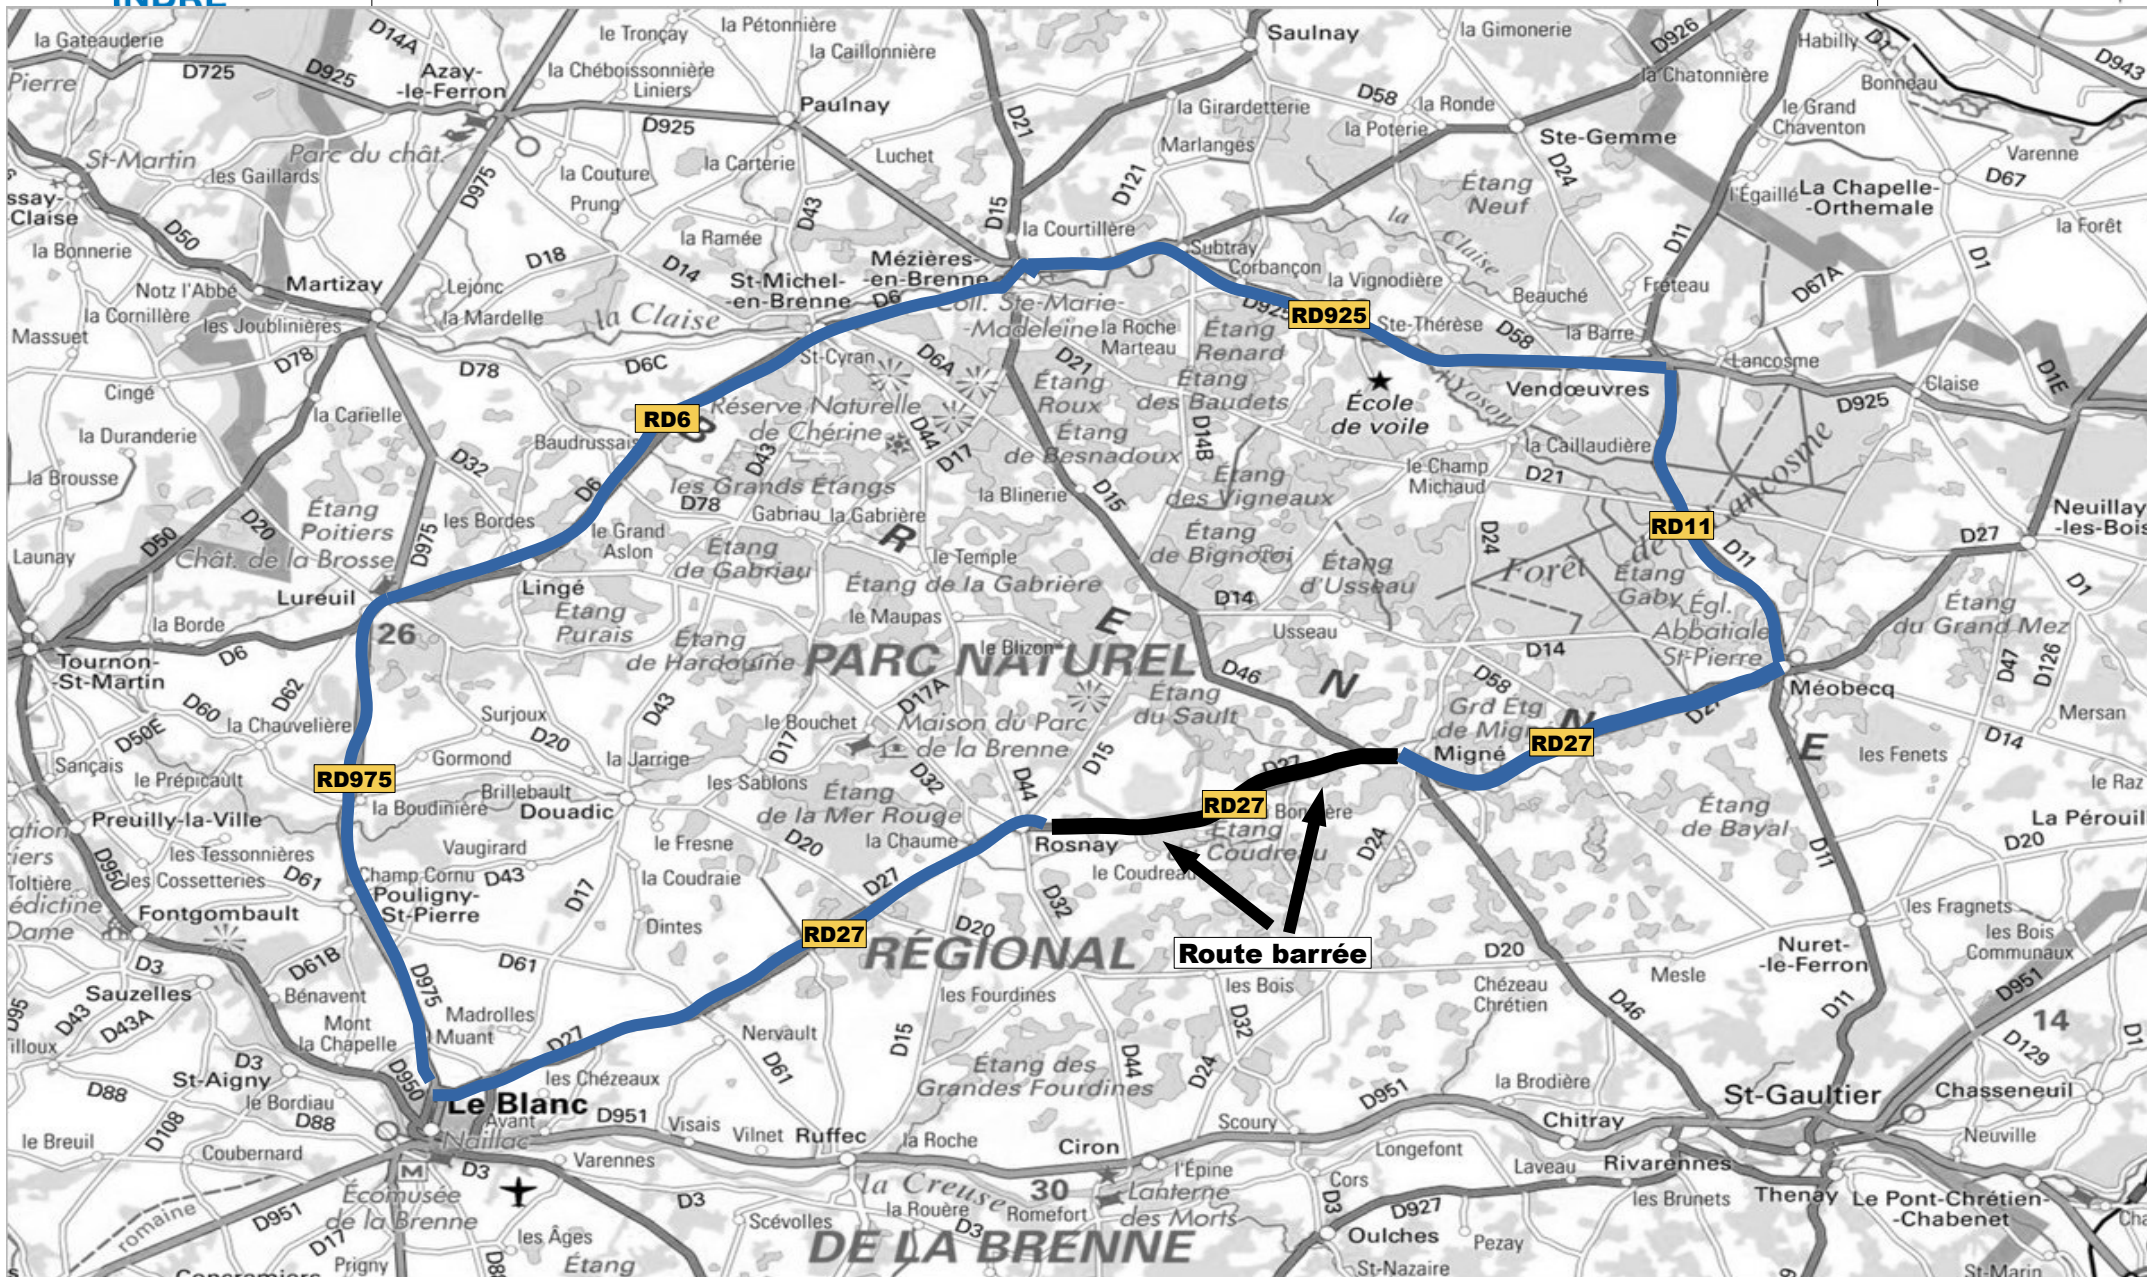 INDRE
la Gateauderie
D14A
le Tronçay
la Pétonnière
Saulnay
la Gimonerie
D926
Habilly
D1
D943
Pierre
D725
D925
Azay-
-le-Ferron
la Chéboissonnière
Liniers
la Caillonnière
la Chatonnière
Bonneau
Paulnay
D21
la Girardetterie
D58
la Ronde
le Grand
Chaventon
D925
la Poterie
Ste-Gemme
St-Martin
Parc du chât.
la Carterie
Luchet
Marlanges
D24
Varenne
les Gaillards
la Couture
D121
Étang
Neuf
l'Égaillé
La Chapelle-
-Orthemale
D67
ssay-
Claise
D975
Prung
D43
D15
la Courtillère
la Claise
D11
la Forêt
la Bonnerie
D50
la Ramée
Mézières-
-en-Brenne
Subtray
Corbançon
la Vignodière
D1
D18
D14
St-Michel-
-en-Brenne
D6
Coll. Ste-Marie-
-Madeleine
Beauché
Fréteau
D67A
Notz l'Abbé
Martizay
Lejonc
la Mardelle
la Claise
D925
RD925
la Cornillère
les Joublinières
la Roche
Marteau
Étang
Renard
Ste-Thérèse
D58
la Barre
Massuet
D78
D78
D6C
St-Cyran
D6A
D21
Lancosme
D1E
Cingé
Étang
Roux
Étang
des Baudets
École
de voile
l'Yoson
Vendœuvres
Claise
D925
RD6
Réserve Naturelle
de Chérine
D44
D17
la Carielle
B
Étang
de Besnadoux
D14B
la Caillaudière
la Duranderie
Baudrussais
D43
le Champ
Michaud
D21
la Brousse
D32
D6
les Grands Étangs
la Blinerie
D15
Étang
des Vigneaux
Forêt de Lancosme
Neuillay
-les-Bois
Étang
Poitiers
les Bordes
D78
Gabriau
la Gabrière
RD11
D27
D20
D50
D975
le Grand
Aslon
R
Étang
de Bignotoi
D24
D11
Launay
Chât. de la Brosse
Étang
de Gabriau
le Temple
Étang
d'Usseau
Étang
Gaby
D1
Lureuil
Lingé
Étang de la Gabrière
D14
Égl.
Abbatiale
St-Pierre
Étang
du Grand Mez
la Borde
26
Étang
Purais
le Maupas
E
Usseau
D6
Étang
de Hardouine
PARC NATUREL
le Blizon
D14
D47
D126
Tournon-
-St-Martin
D62
D46
N
D58
Méobecq
D60
D50E
la Chauvelière
Surjoux
D43
D17A
Étang
du Sault
Grd Étg
de Mig
N
D27
Mersan
D20
le Bouchet
Maison du Parc
de la Brenne
D15
Migné
RD27
E
D14
Sançais
le Prépicault
RD975
Gormond
la Jarrige
D17
D27
les Fenets
les Sablons
D32
D44
le Raz
la Boudinière
Brillebault
Douadic
Étang
de la Mer Rouge
RD27
Étang
de Bayal
Preuilly-la-Ville
la Chaume
Rosnay
Étang
Coudreau
La Pérouil
les Tessonnières
Vaugirard
le Fresne
D20
le Coudreau
D24
D11
D20
D950
les Cossetteries
D61
Champ Cornu
D43
Pouligny-
St-Pierre
D17
la Coudraie
D27
D32
Toltière
édictine
Dame
Fontgombault
Dintes
RD27
D20
RÉGIONAL
Route barrée
les Fragnets
les Bois
Communaux
D3
D61B
D61
D20
Nuret-
-le-Ferron
Sauzelles
D975
les Fourdines
les Bois
Chézeau
Chrétien
Mesle
D951
D95
D43
D43A
Bénavent
Madrolles
Muant
D15
D32
D46
D11
14
D1
illoux
Mont
la Chapelle
Nervault
D129
D3
St-Aigny
D950
D27
D61
Étang des
Grandes Fourdines
D44
D24
les Chézeaux
la Brodière
St-Gaultier
Chasseneuil
D88
le Bordiau
Le Blanc
D951
D951
D108
D88
Avant
Visais
Scoury
Chitray
le Breuil
Naillac
Vilnet
Ruffec
la Roche
Ciron
Longefont
Neuville
Coubernard
M
D3
Varennes
l'Épine
Laveau
Rivarennes
Écomusée
de la Brenne
la Creuse
30
Lanterne
des Morts
Cors
les Brunets
Thenay
Le Pont-Chrétien-
-Chabenet
romaine
D951
D3
la Rouère
Romefort
D3
D927
D17
Scévolles
D3
Oulches
Prigny
les Âges
DE LA BRENNE
Pezay
Étang
St-Nazaire
St-Marin